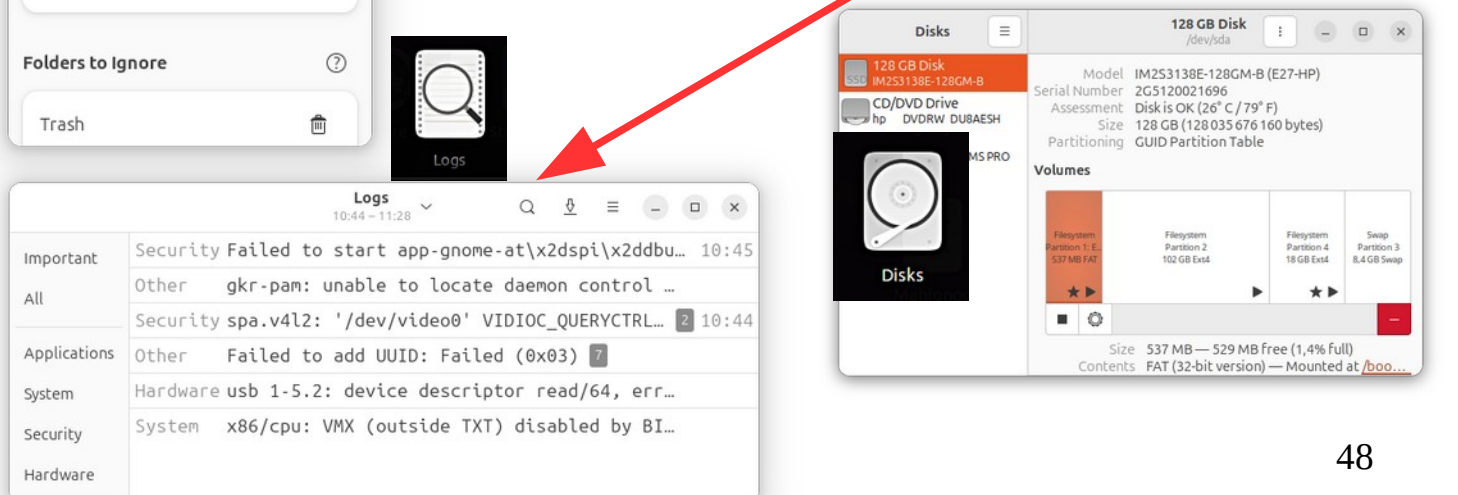 Folders to Ignore
Trash
Logs
Logs
10:44 – 11:28
Important
All
Applications
System
Security
Hardware
Security Failed to start app-gnome-at\x2dspi\x2ddbu… 10:45
Other gkr-pam: unable to locate daemon control …
Security spa.v4l2: '/dev/video0' VIDIOC_QUERYCTRL… 2 10:44
Other Failed to add UUID: Failed (0x03) 7
Hardware usb 1-5.2: device descriptor read/64, err…
System x86/cpu: VMX (outside TXT) disabled by BI…
Disks
128 GB Disk
/dev/sda
128 GB Disk
SSD IM2S3138E-128GM-B
CD/DVD Drive
hp DVDRW DU8AESH
MS PRO
Disks
Model IM2S3138E-128GM-B (E27-HP)
Serial Number 2G5120021696
Assessment Disk is OK (26° C / 79° F)
Size 128 GB (128 035 676 160 bytes)
Partitioning GUID Partition Table
Volumes
Filesystem
Partition 1: E…
537 MB FAT
Filesystem
Partition 2
102 GB Ext4
Filesystem
Partition 4
18 GB Ext4
Swap
Partition 3
8,4 GB Swap
Size 537 MB — 529 MB free (1,4% full)
Contents FAT (32-bit version) — Mounted at /boo…
48